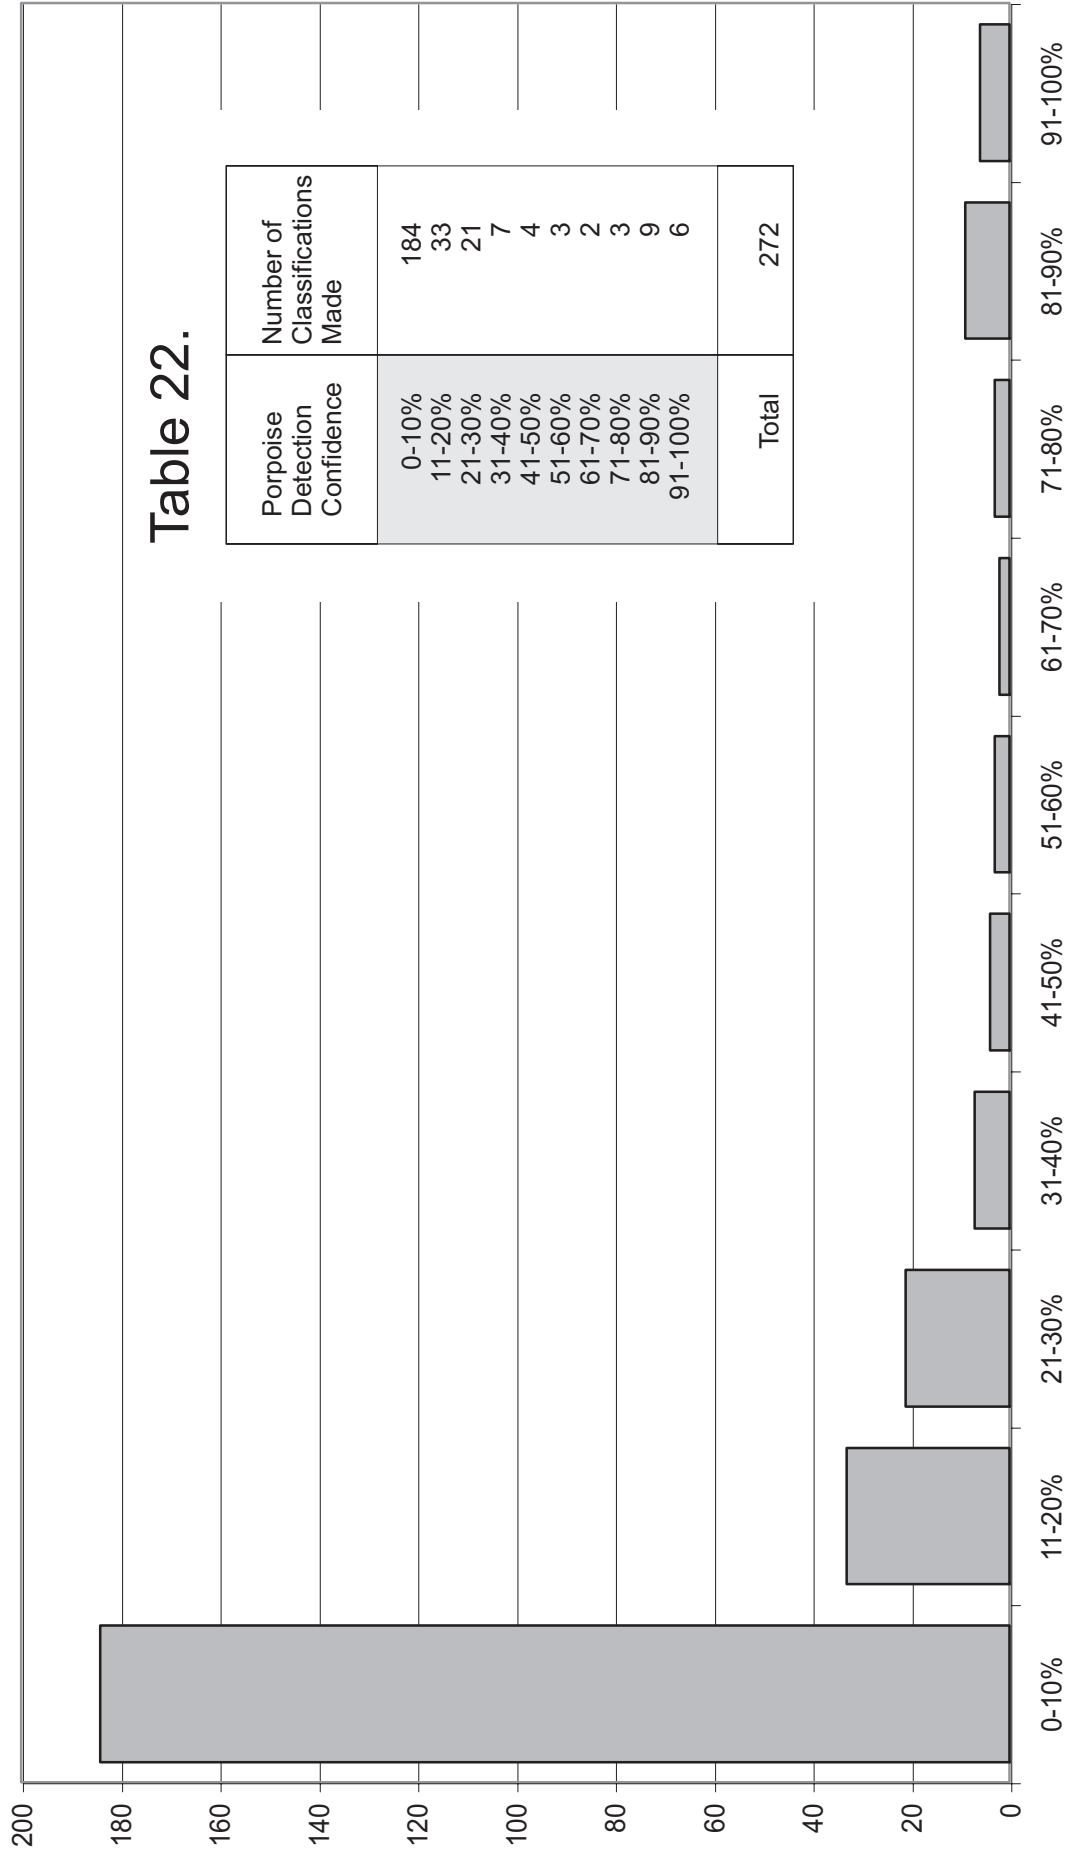 Table 22.
Porpoise
Detection
Confidence
Number of
Classifications
Made
0-10% 184
11-20% 33
21-30% 21
31-40% 7
41-50% 4
51-60% 3
61-70% 2
71-80% 3
81-90% 9
91-100% 6
Total 272
200
180
160
140
120
100
80
60
40
20
0
0-10% 11-20% 21-30% 31-40% 41-50% 51-60% 61-70% 71-80% 81-90% 91-100%